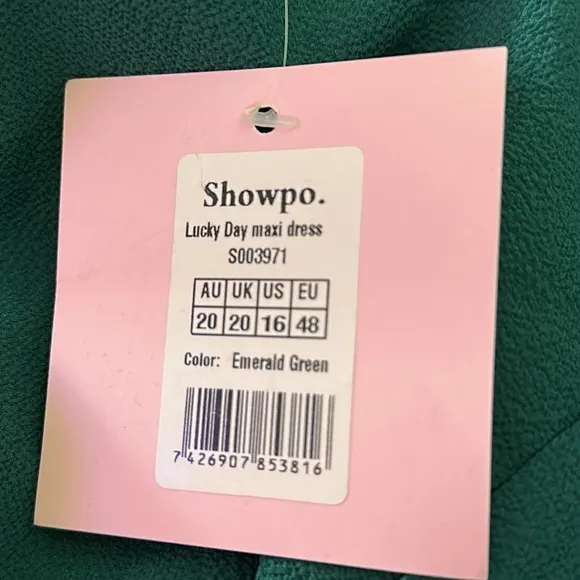 Showpo.
Lucky Day maxi dress
S003971
AU UK US EU
20 20 16 48
Color: Emerald Green
7 426907 853816